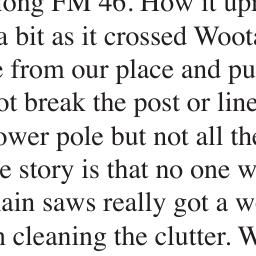 long FM 46. How it upr
a bit as it crossed Woota
e from our place and pu
ot break the post or line
ower pole but not all the
e story is that no one w
ain saws really got a w
n cleaning the clutter. W